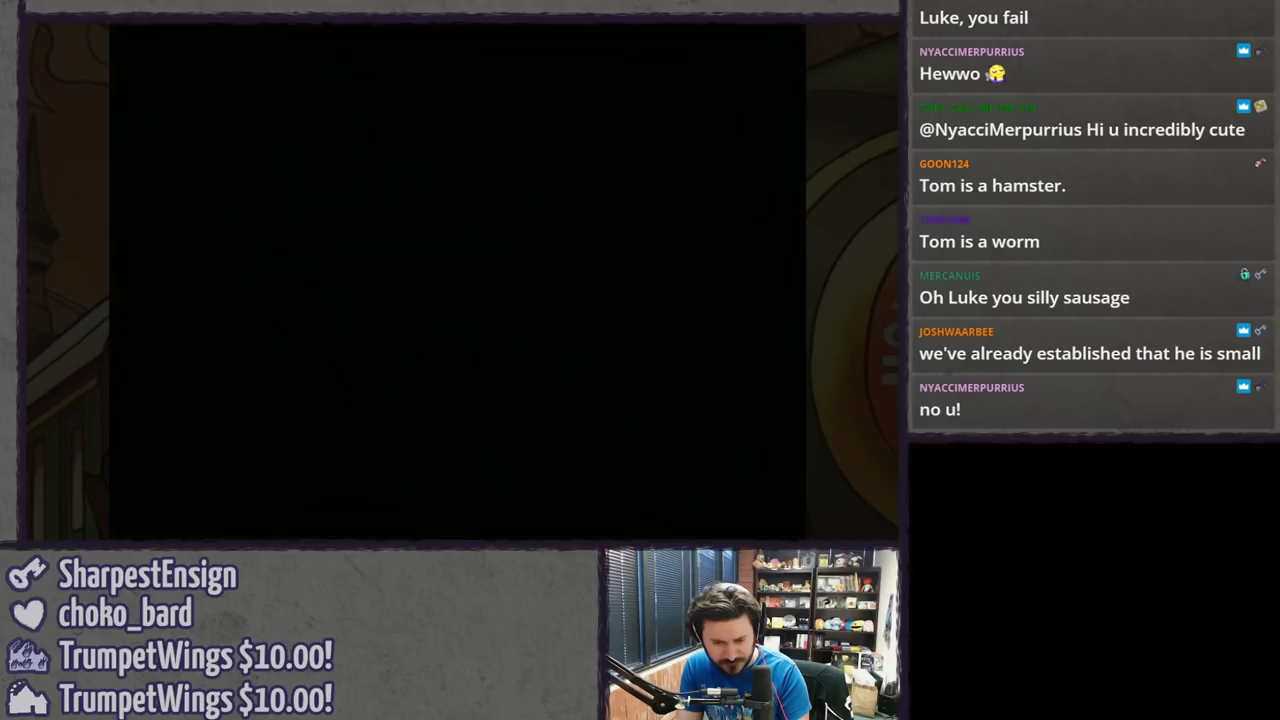 Luke, you fail
NYACCIMERPURRIUS
Hewwo
@NyacciMerpurrius Hi u incredibly cute
GOON124
Tom is a hamster.
Tom is a worm
MERCANUIS
Oh Luke you silly sausage
JOSHWAARBEE
we've already established that he is small
NYACCIMERPURRIUS
no u!
SharpestEnsign
choko_bard
TrumpetWings $10.00!
TrumpetWings $10.00!